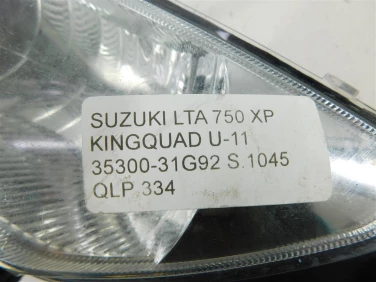 SUZUKI LTA 750 XP
KINGQUAD U-11
35300-31G92 S.1045
QLP 334